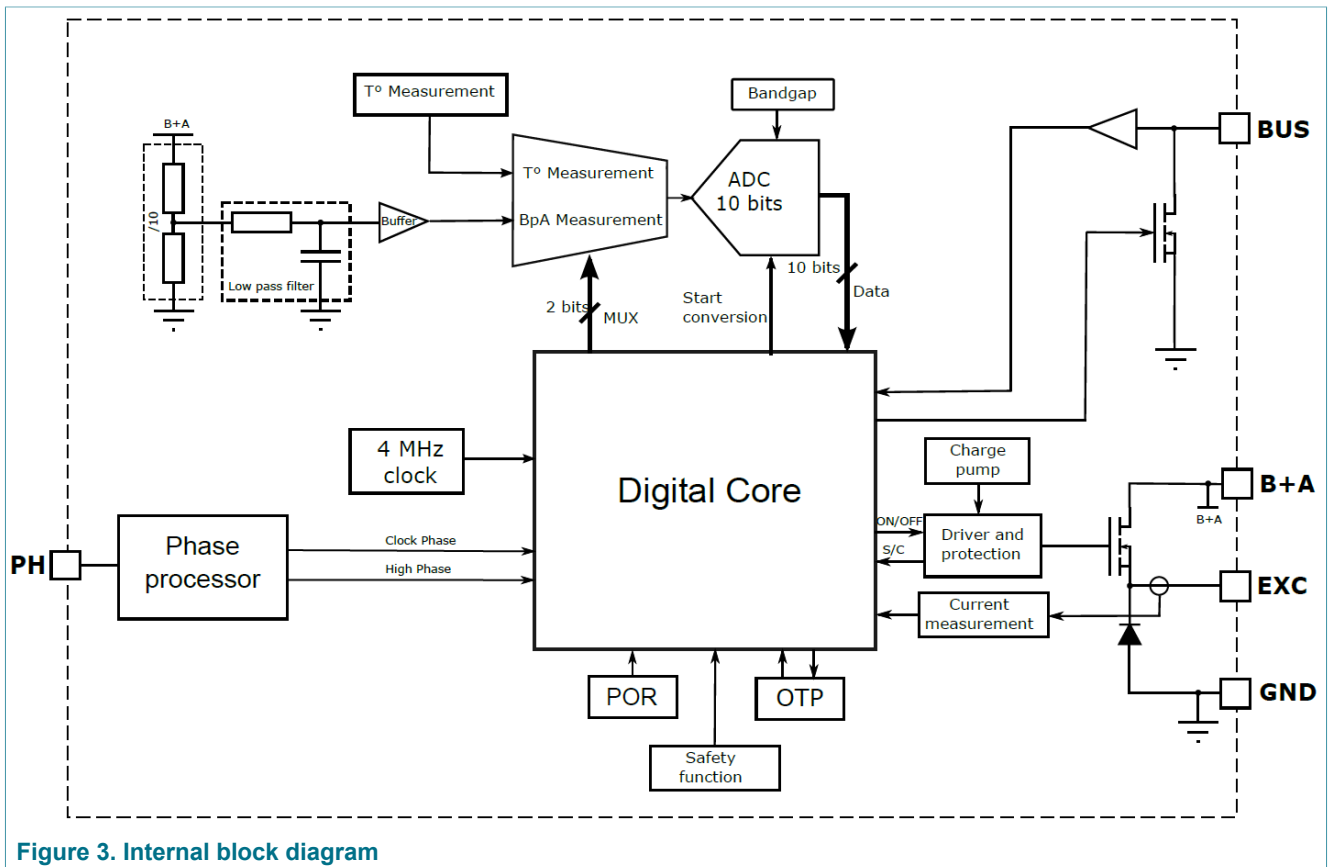 T° Measurement
Bandgap
B+A
BUS
T° Measurement
ADC
10 bits
/10
BpA Measurement
Buffer
Low pass filter
2 bits
MUX
Start
conversion
10 bits
Data
4 MHz
clock
Digital Core
Charge
pump
B+A
B+A
ON/OFF
S/C
Driver and
protection
PH
Phase
processor
Clock Phase
High Phase
EXC
Current
measurement
POR
OTP
GND
Safety
function
Figure 3. Internal block diagram